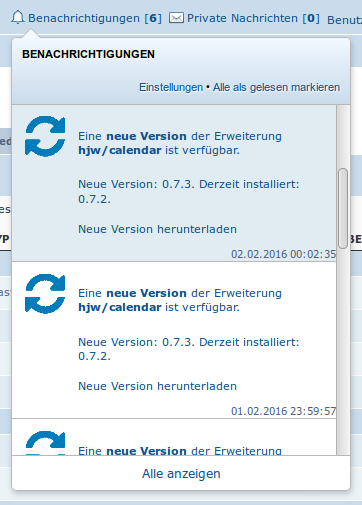 Benachrichtigungen [6] Private Nachrichten [0] Benutz
BENACHRICHTIGUNGEN
Einstellungen • Alle als gelesen markieren
Eine neue Version der Erweiterung
hjw/calendar ist verfügbar.
Neue Version: 0.7.3. Derzeit installiert:
0.7.2.
Neue Version herunterladen
02.02.2016 00:02:35
Eine neue Version der Erweiterung
hjw/calendar ist verfügbar.
Neue Version: 0.7.3. Derzeit installiert:
0.7.2.
Neue Version herunterladen
01.02.2016 23:59:57
Eine neue Version der Erweiterung
Alle anzeigen